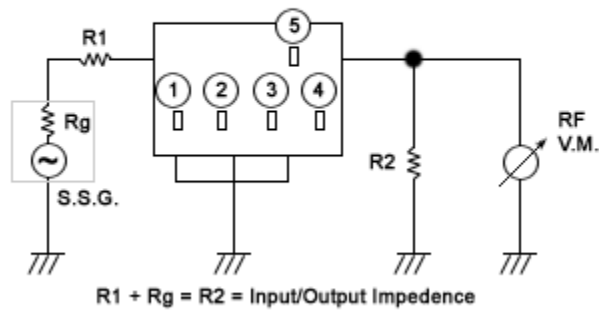 5
R1
1 2 3 4
Rg
RF
V.M.
R2
S.S.G.
R1 + Rg = R2 = Input/Output Impedence